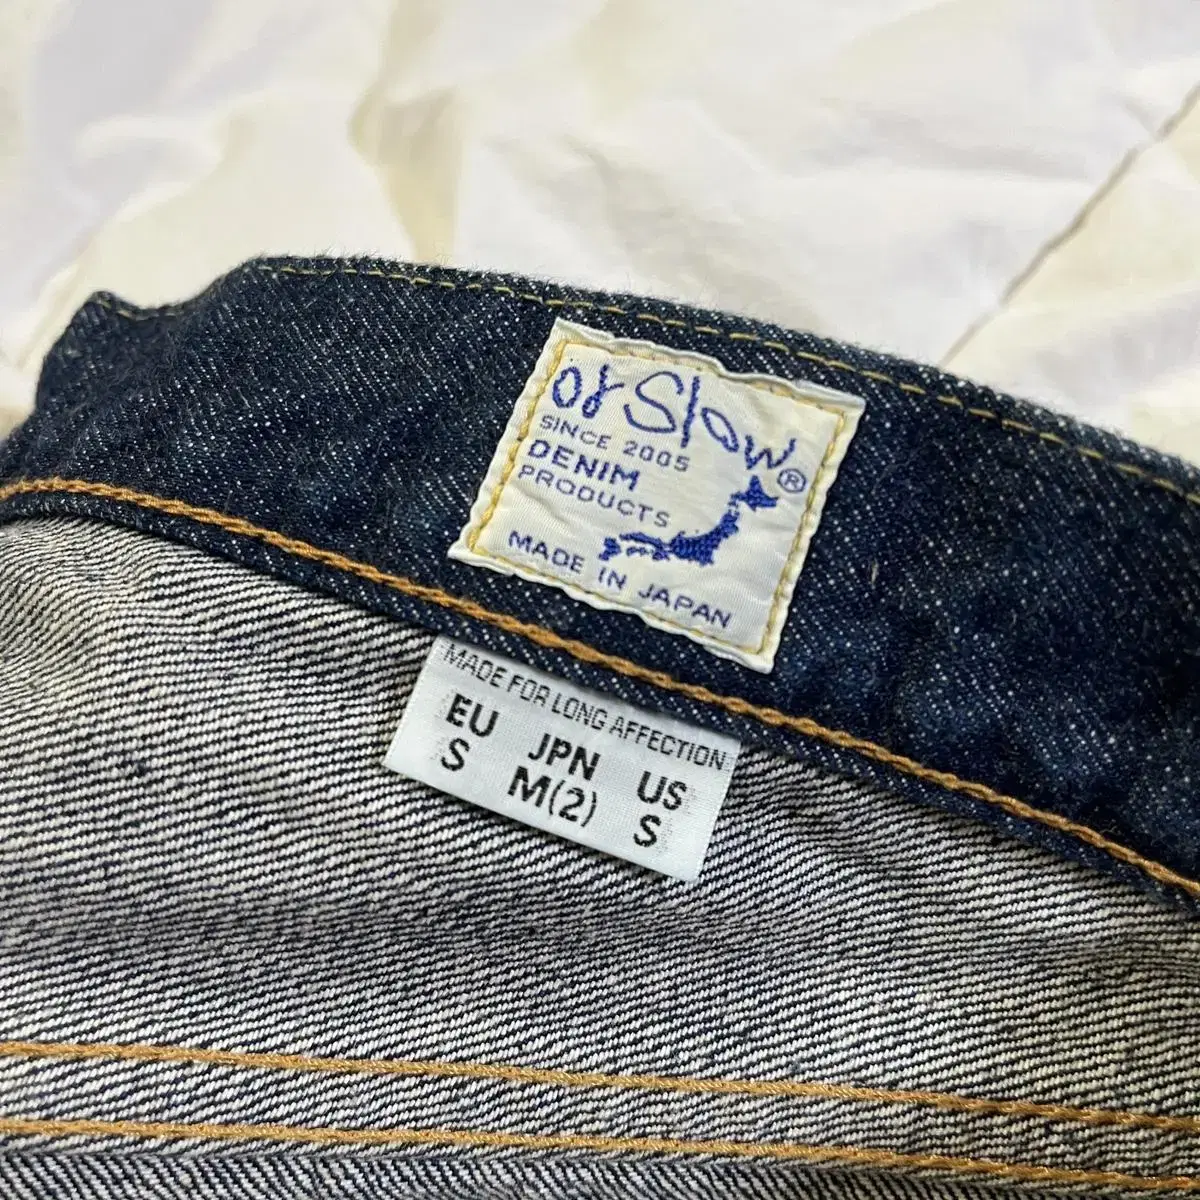 or Slow®
SINCE 2005
DENIM
PRODUCTS
MADE IN JAPAN
MADE FOR LONG AFFECTION
EU JPN US
S M(2) S